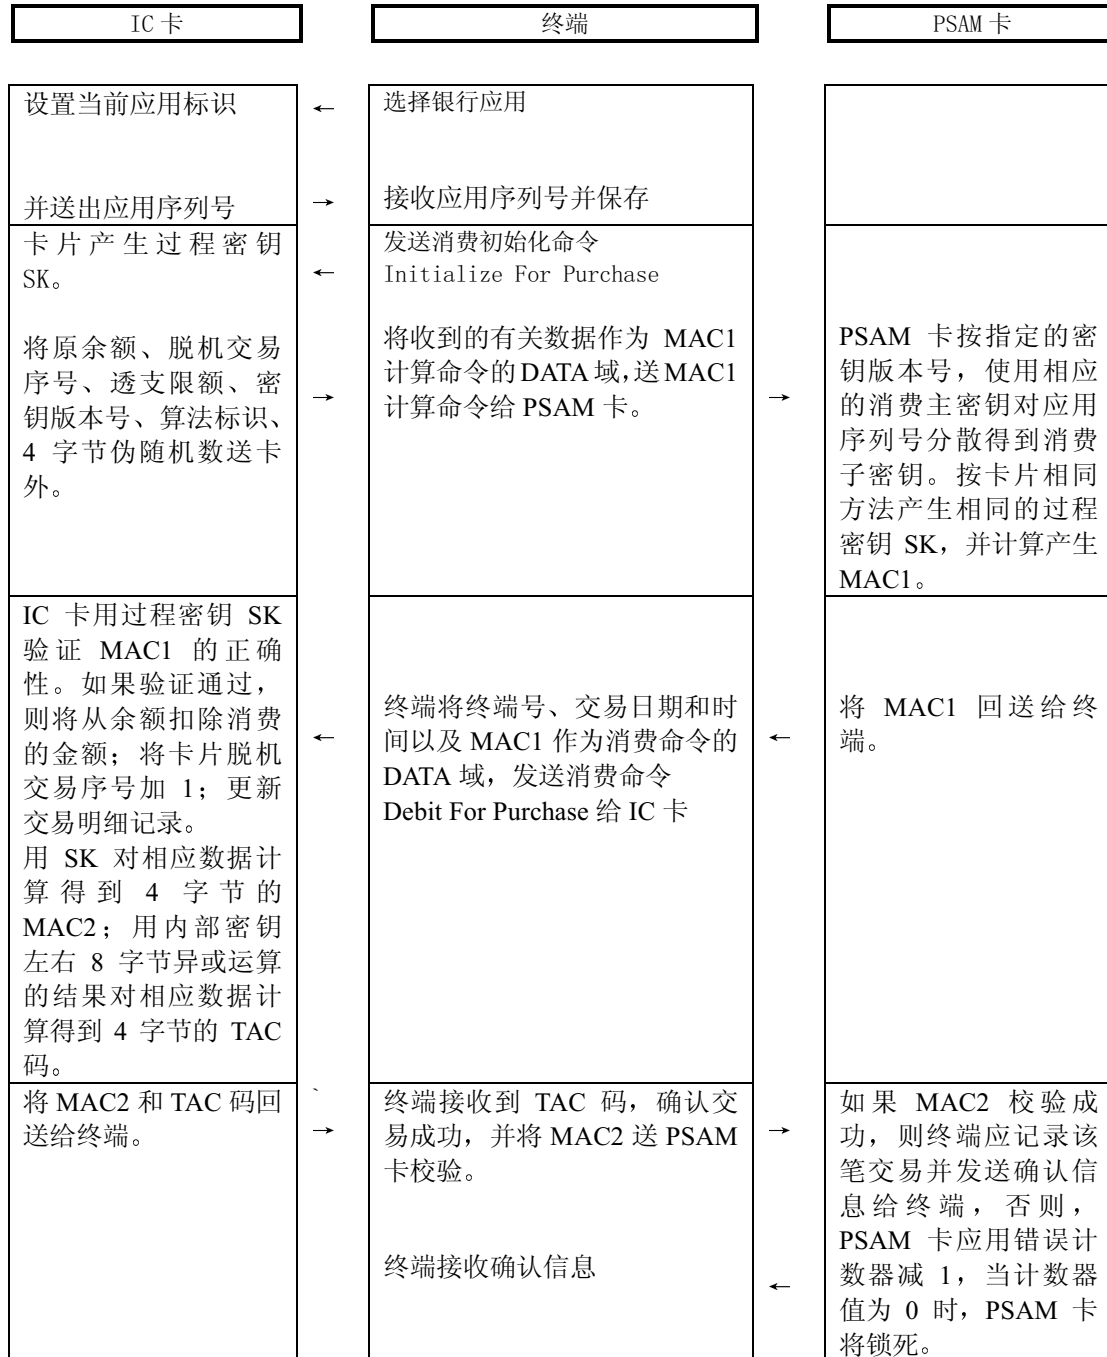 IC 卡
终端
PSAM 卡
设置当前应用标识
并送出应用序列号
←
→
选择银行应用
接收应用序列号并保存
卡片产生过程密钥
SK。
将原余额、脱机交易
序号、透支限额、密
钥版本号、算法标识、
4 字节伪随机数送卡
外。
←
→
发送消费初始化命令
Initialize For Purchase
将收到的有关数据作为 MAC1
计算命令的 DATA 域,送 MAC1
计算命令给 PSAM 卡。
→
PSAM 卡按指定的密
钥版本号，使用相应
的消费主密钥对应用
序列号分散得到消费
子密钥。按卡片相同
方法产生相同的过程
密钥 SK，并计算产生
MAC1。
IC 卡用过程密钥 SK
验证 MAC1 的正确
性。如果验证通过，
则将从余额扣除消费
的金额；将卡片脱机
交易序号加 1；更新
交易明细记录。
用 SK 对相应数据计
算得到 4 字节的
MAC2；用内部密钥
左右 8 字节异或运算
的结果对相应数据计
算得到 4 字节的 TAC
码。
←
终端将终端号、交易日期和时
间以及 MAC1 作为消费命令的
DATA 域，发送消费命令
Debit For Purchase 给 IC 卡
←
将 MAC1 回送给终
端。
将 MAC2 和 TAC 码回
送给终端。
`
→
终端接收到 TAC 码，确认交
易成功，并将 MAC2 送 PSAM
卡校验。
终端接收确认信息
→
←
如果 MAC2 校验成
功，则终端应记录该
笔交易并发送确认信
息给终端，否则，
PSAM 卡应用错误计
数器减 1，当计数器
值为 0 时，PSAM 卡
将锁死。